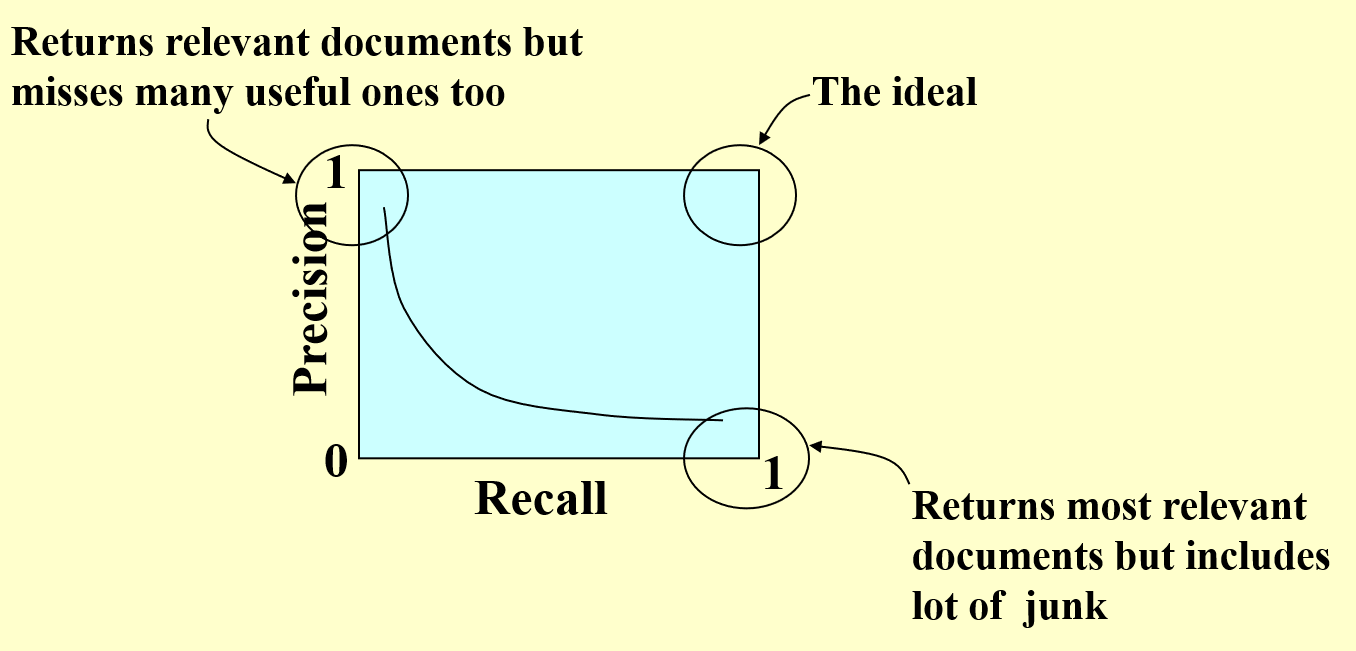 Returns relevant documents but
misses many useful ones too
The ideal
1
Precision
0
Recall
1
Returns most relevant
documents but includes
lot of  junk